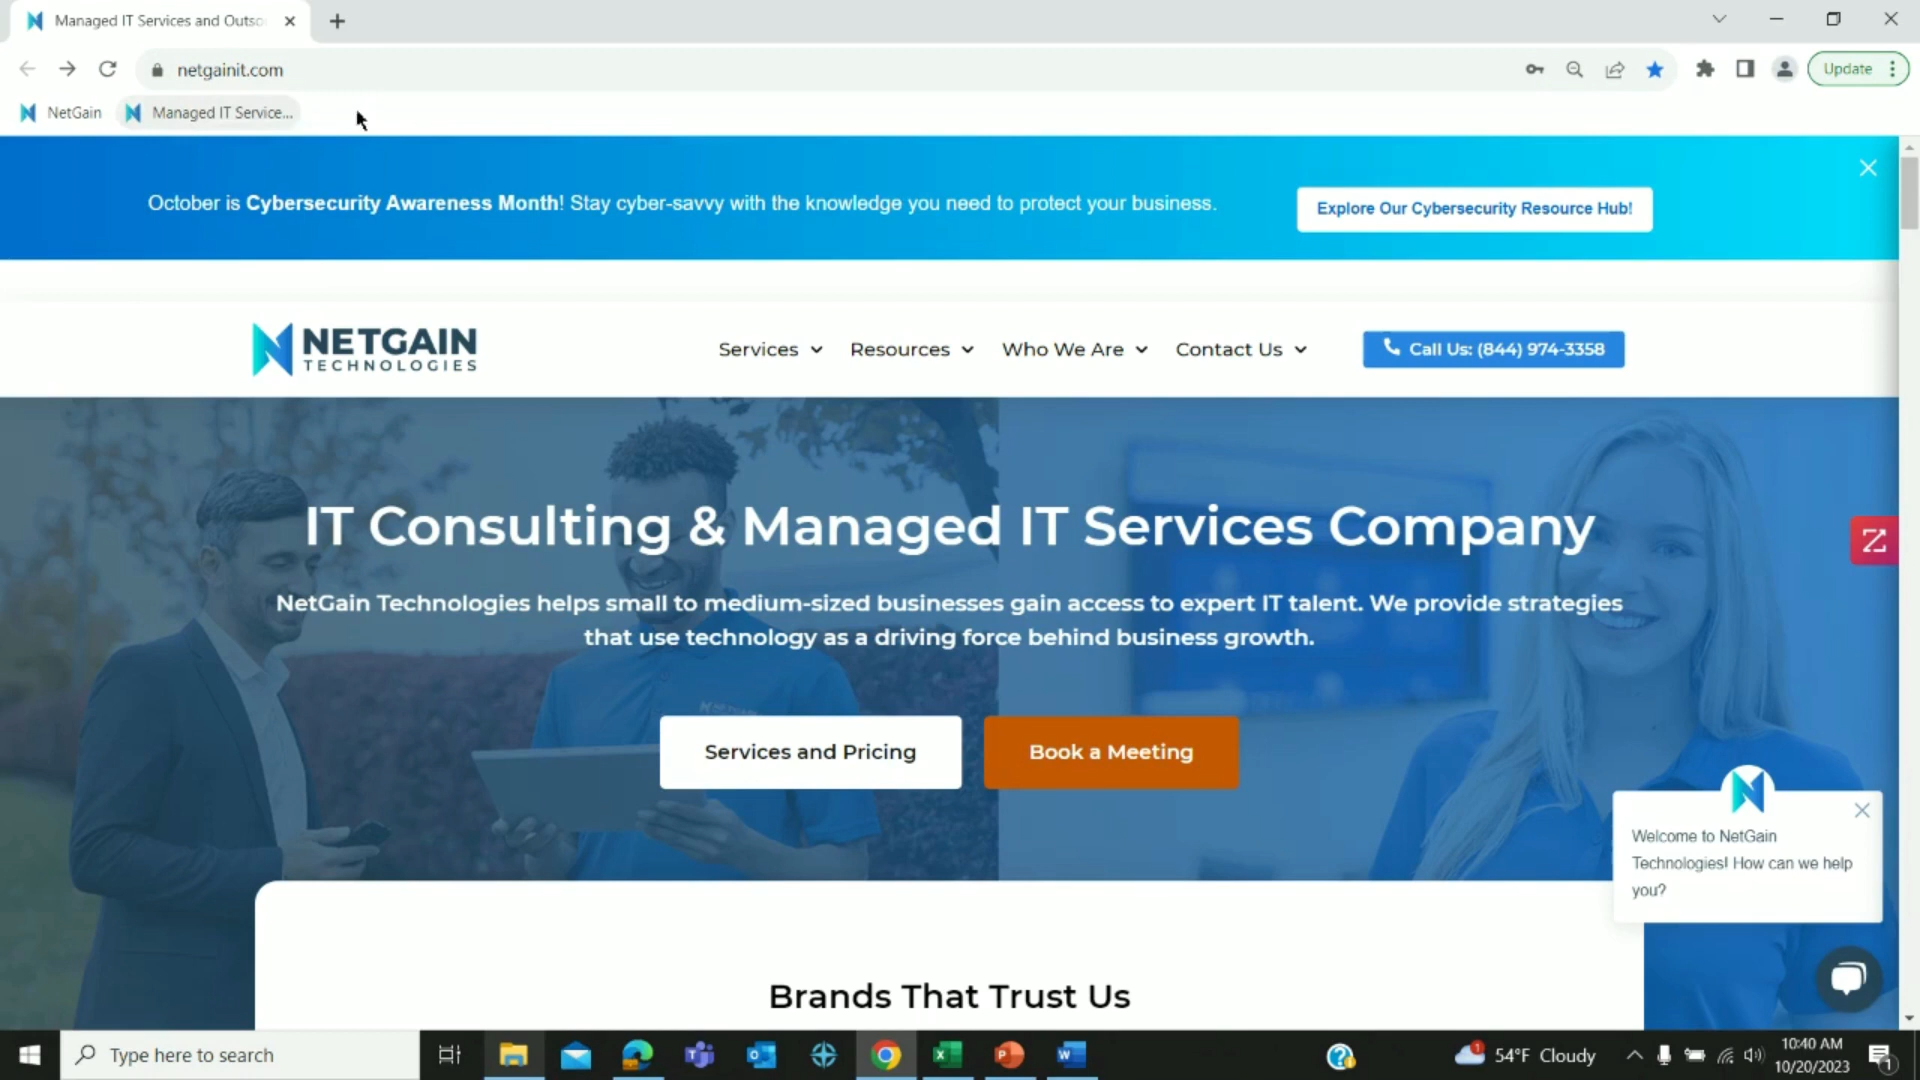 Managed IT Services and Outso
netgainit.com
Update
NetGain
Managed IT Service...
October is Cybersecurity Awareness Month! Stay cyber-savvy with the knowledge you need to protect your business.
Explore Our Cybersecurity Resource Hub!
NETGAIN
TECHNOLOGIES
Services
Resources
Who We Are
Contact Us
Call Us: (844) 974-3358
IT Consulting & Managed IT Services Company
NetGain Technologies helps small to medium-sized businesses gain access to expert IT talent. We provide strategies
that use technology as a driving force behind business growth.
Services and Pricing
Book a Meeting
Welcome to NetGain
Technologies! How can we help
you?
Brands That Trust Us
Type here to search
54°F Cloudy
10:40 AM
10/20/2023